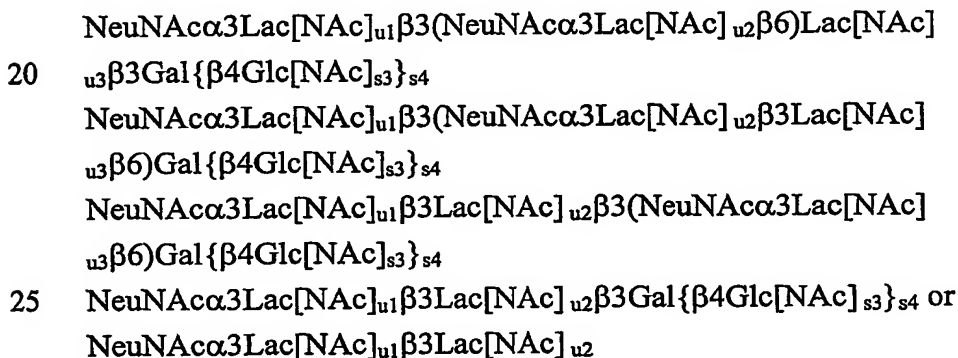 NeuNAcα3Lac[NAc]u1β3(NeuNAcα3Lac[NAc] u2β6)Lac[NAc]
20 u3β3Gal{β4Glc[NAc]s3}s4
NeuNAcα3Lac[NAc]u1β3(NeuNAcα3Lac[NAc] u2β3Lac[NAc]
u3β6)Gal{β4Glc[NAc]s3}s4
NeuNAcα3Lac[NAc]u1β3Lac[NAc] u2β3(NeuNAcα3Lac[NAc]
u3β6)Gal{β4Glc[NAc]s3}s4
25 NeuNAcα3Lac[NAc]u1β3Lac[NAc] u2β3Gal{β4Glc[NAc] s3}s4 or
NeuNAcα3Lac[NAc]u1β3Lac[NAc] u2